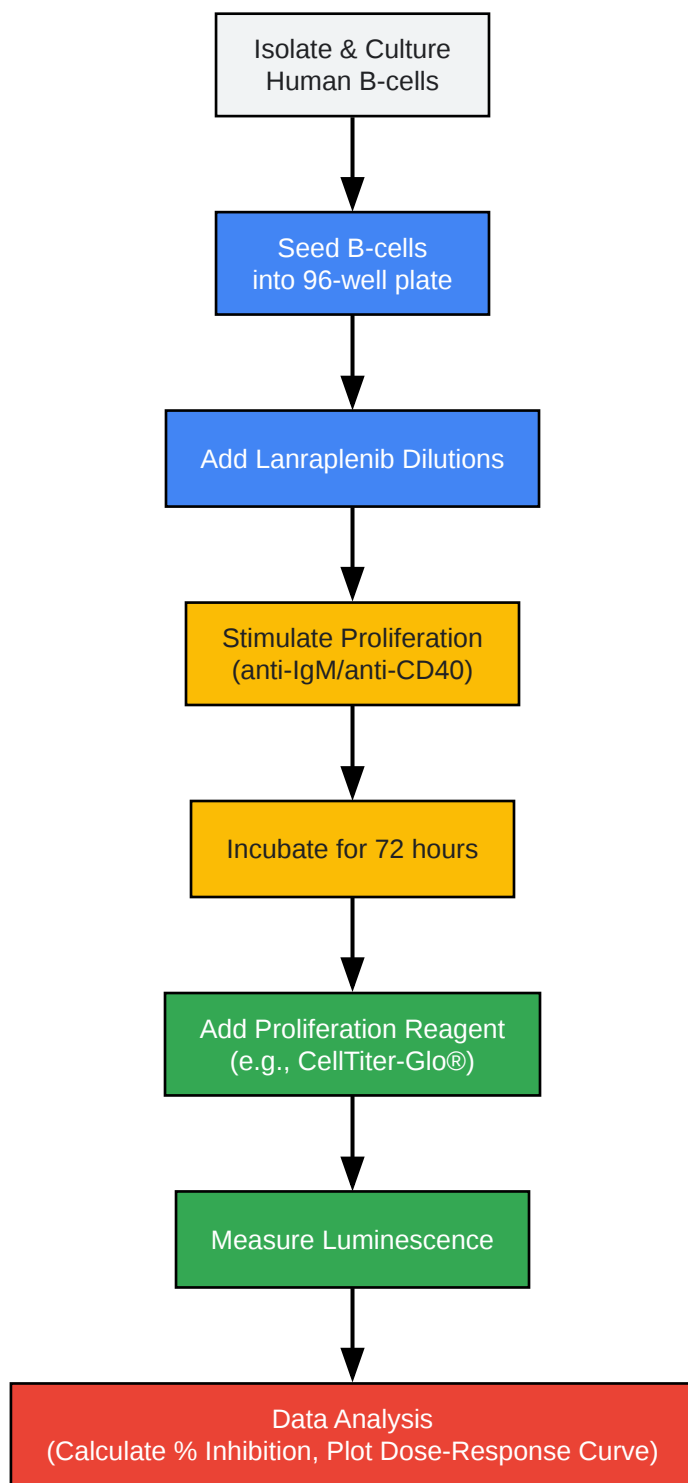 Isolate & Culture
Human B-cells
Seed B-cells
into 96-well plate
Add Lanraplenib Dilutions
Stimulate Proliferation
(anti-IgM/anti-CD40)
Incubate for 72 hours
Add Proliferation Reagent
(e.g., CellTiter-Glo®)
Measure Luminescence
Data Analysis
(Calculate % Inhibition, Plot Dose-Response Curve)